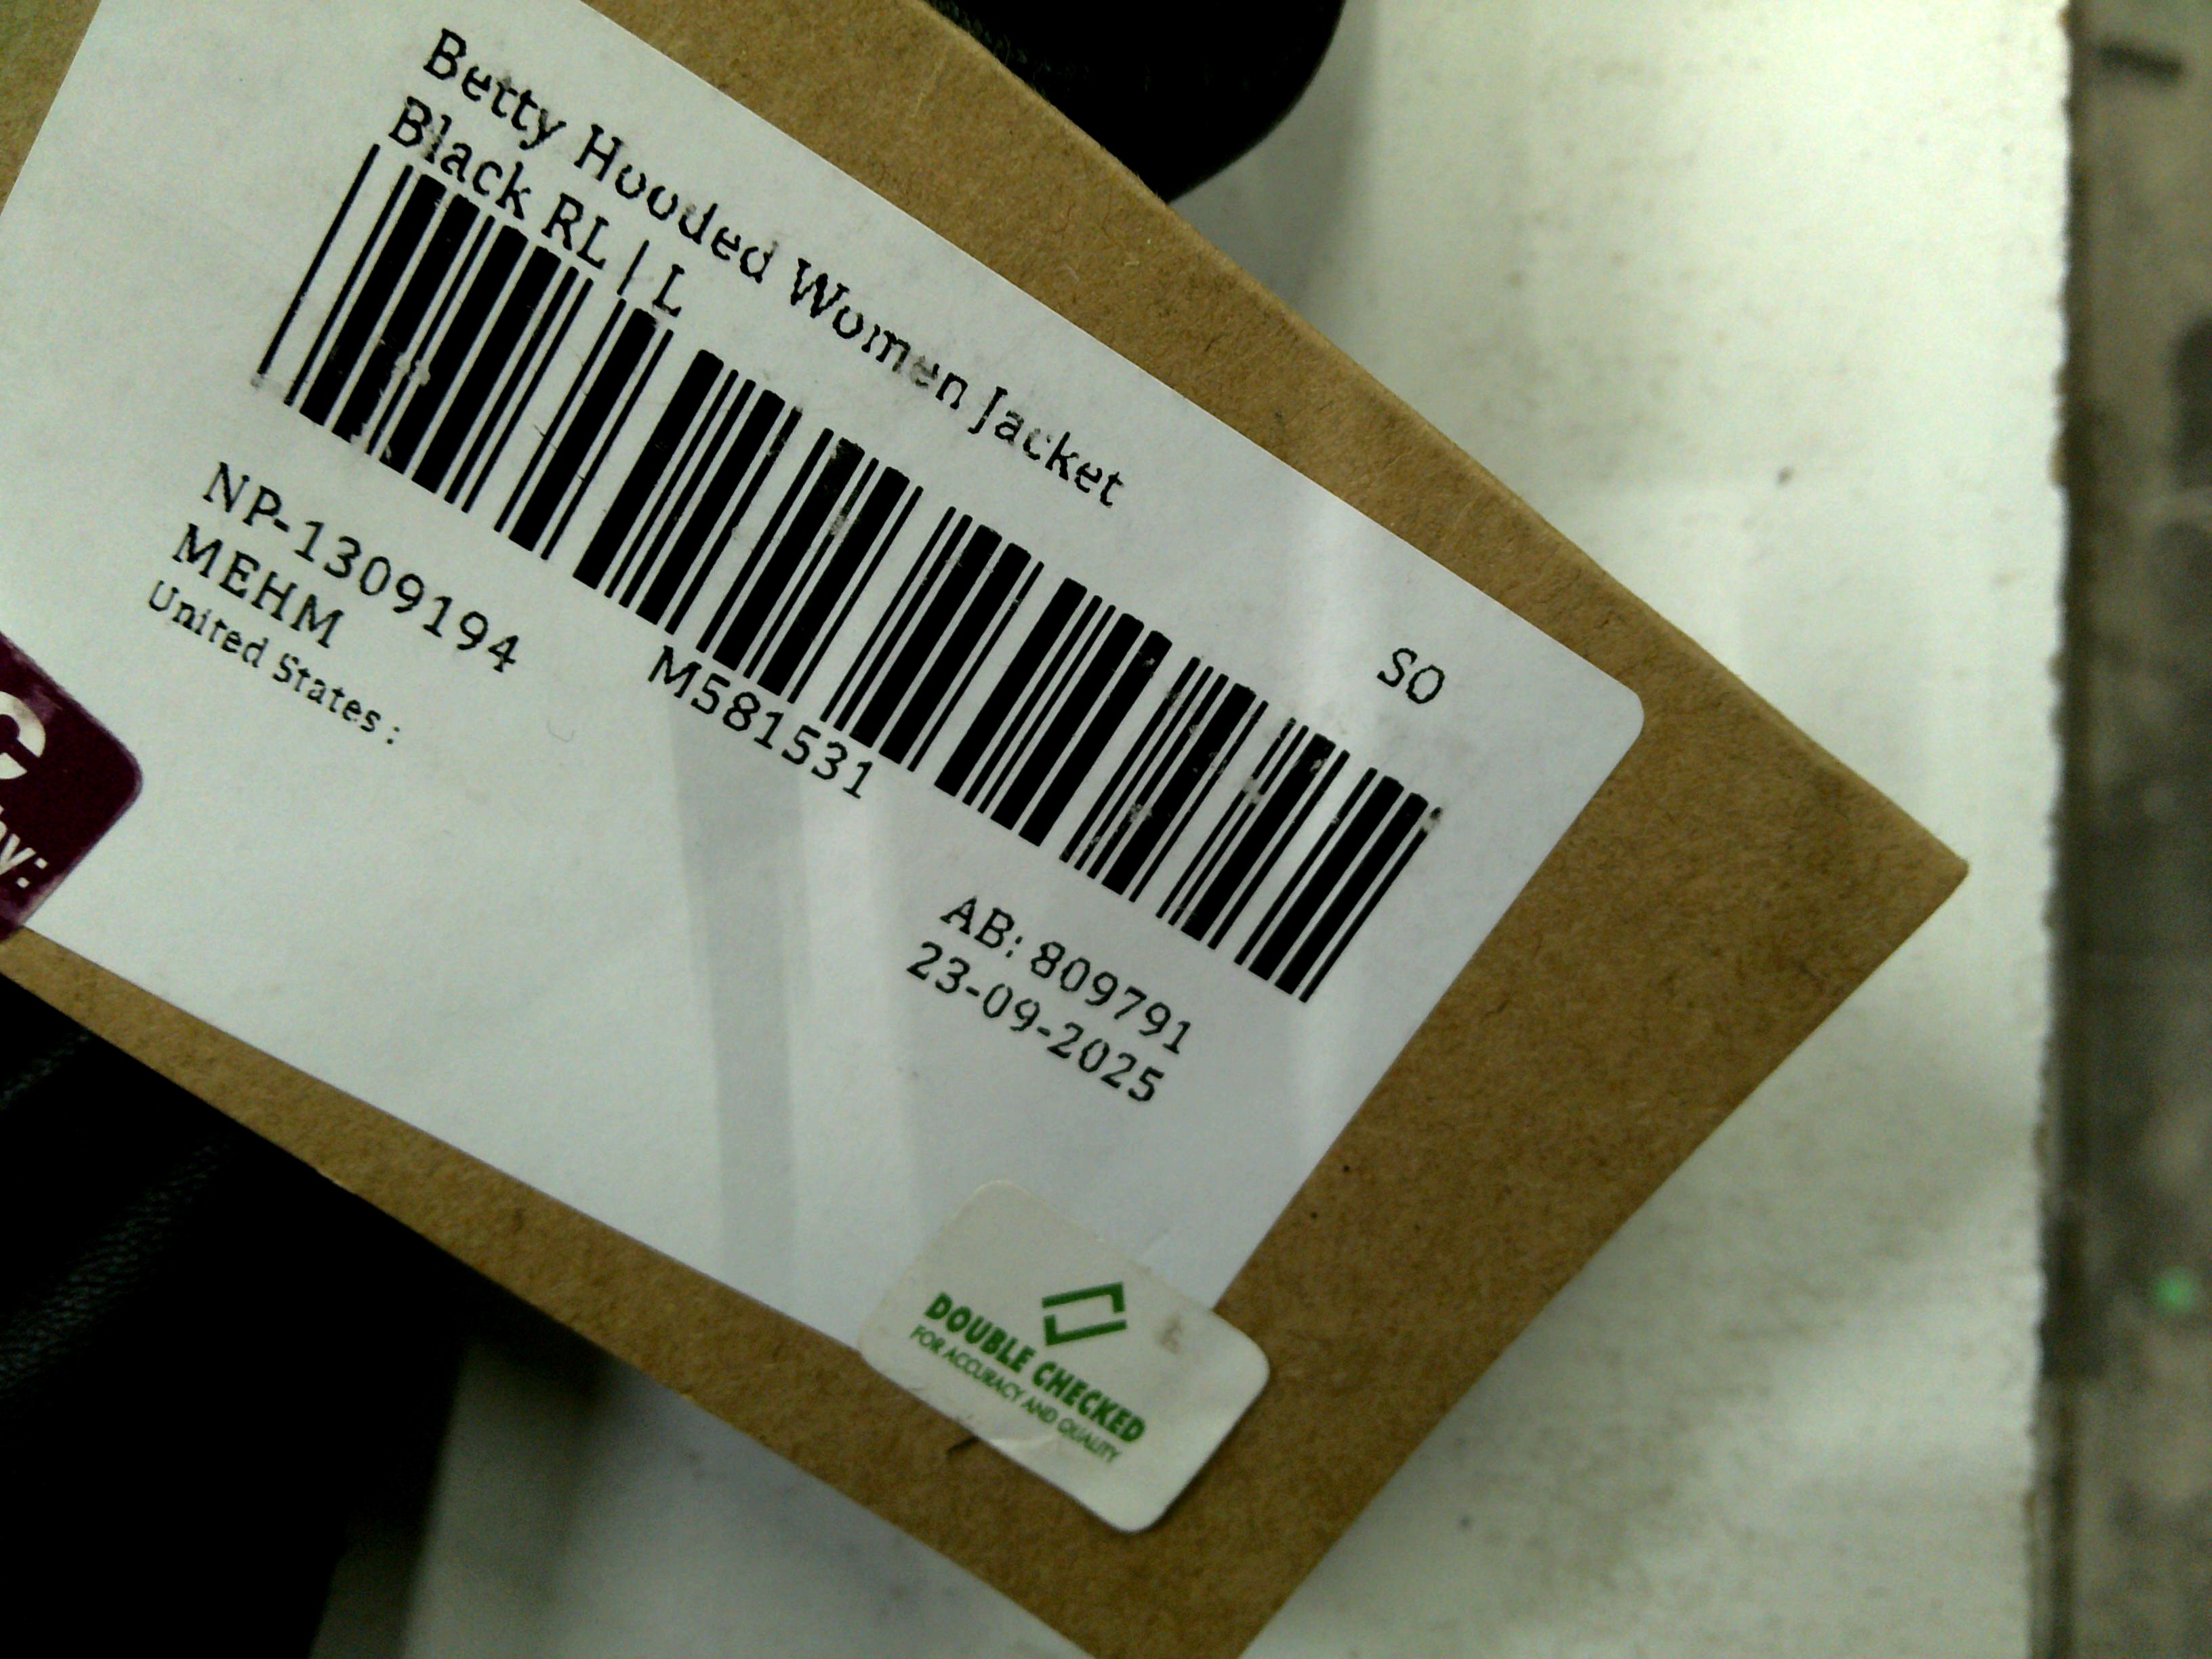 Betty Hooded Women Jacket
Black RL | L
SO
M581531
NP-1309194
MEHM
United States :
AB: 809791
23-09-2025
DOUBLE CHECKED
FOR ACCURACY AND QUALITY